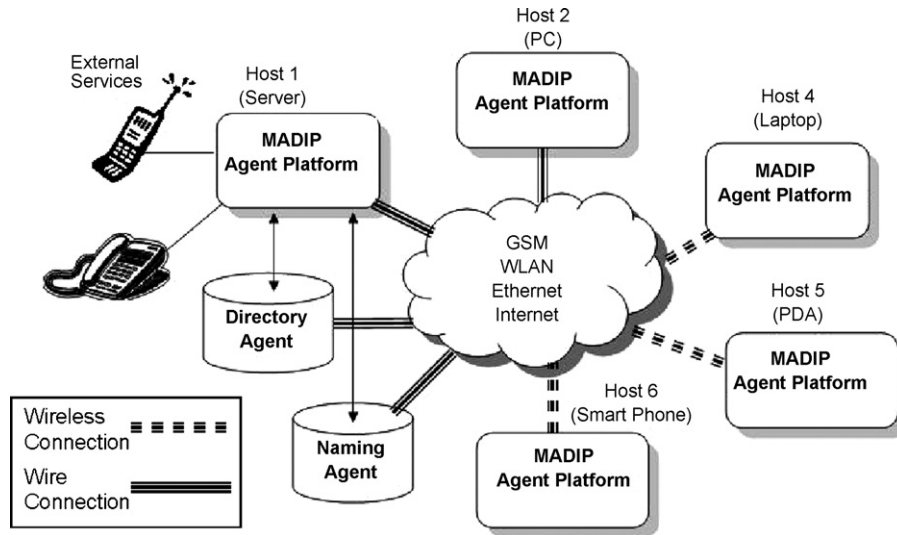 External
Services
Host 1
(Server)
MADIP
Agent Platform
Host 2
(PC)
MADIP
Agent Platform
Host 4
(Laptop)
MADIP
Agent Platform
GSM
WLAN
Ethernet
Internet
Directory
Agent
Host 5
(PDA)
MADIP
Agent Platform
Host 6
(Smart Phone)
MADIP
Agent Platform
Naming
Agent
Wireless
Connection
Wire
Connection